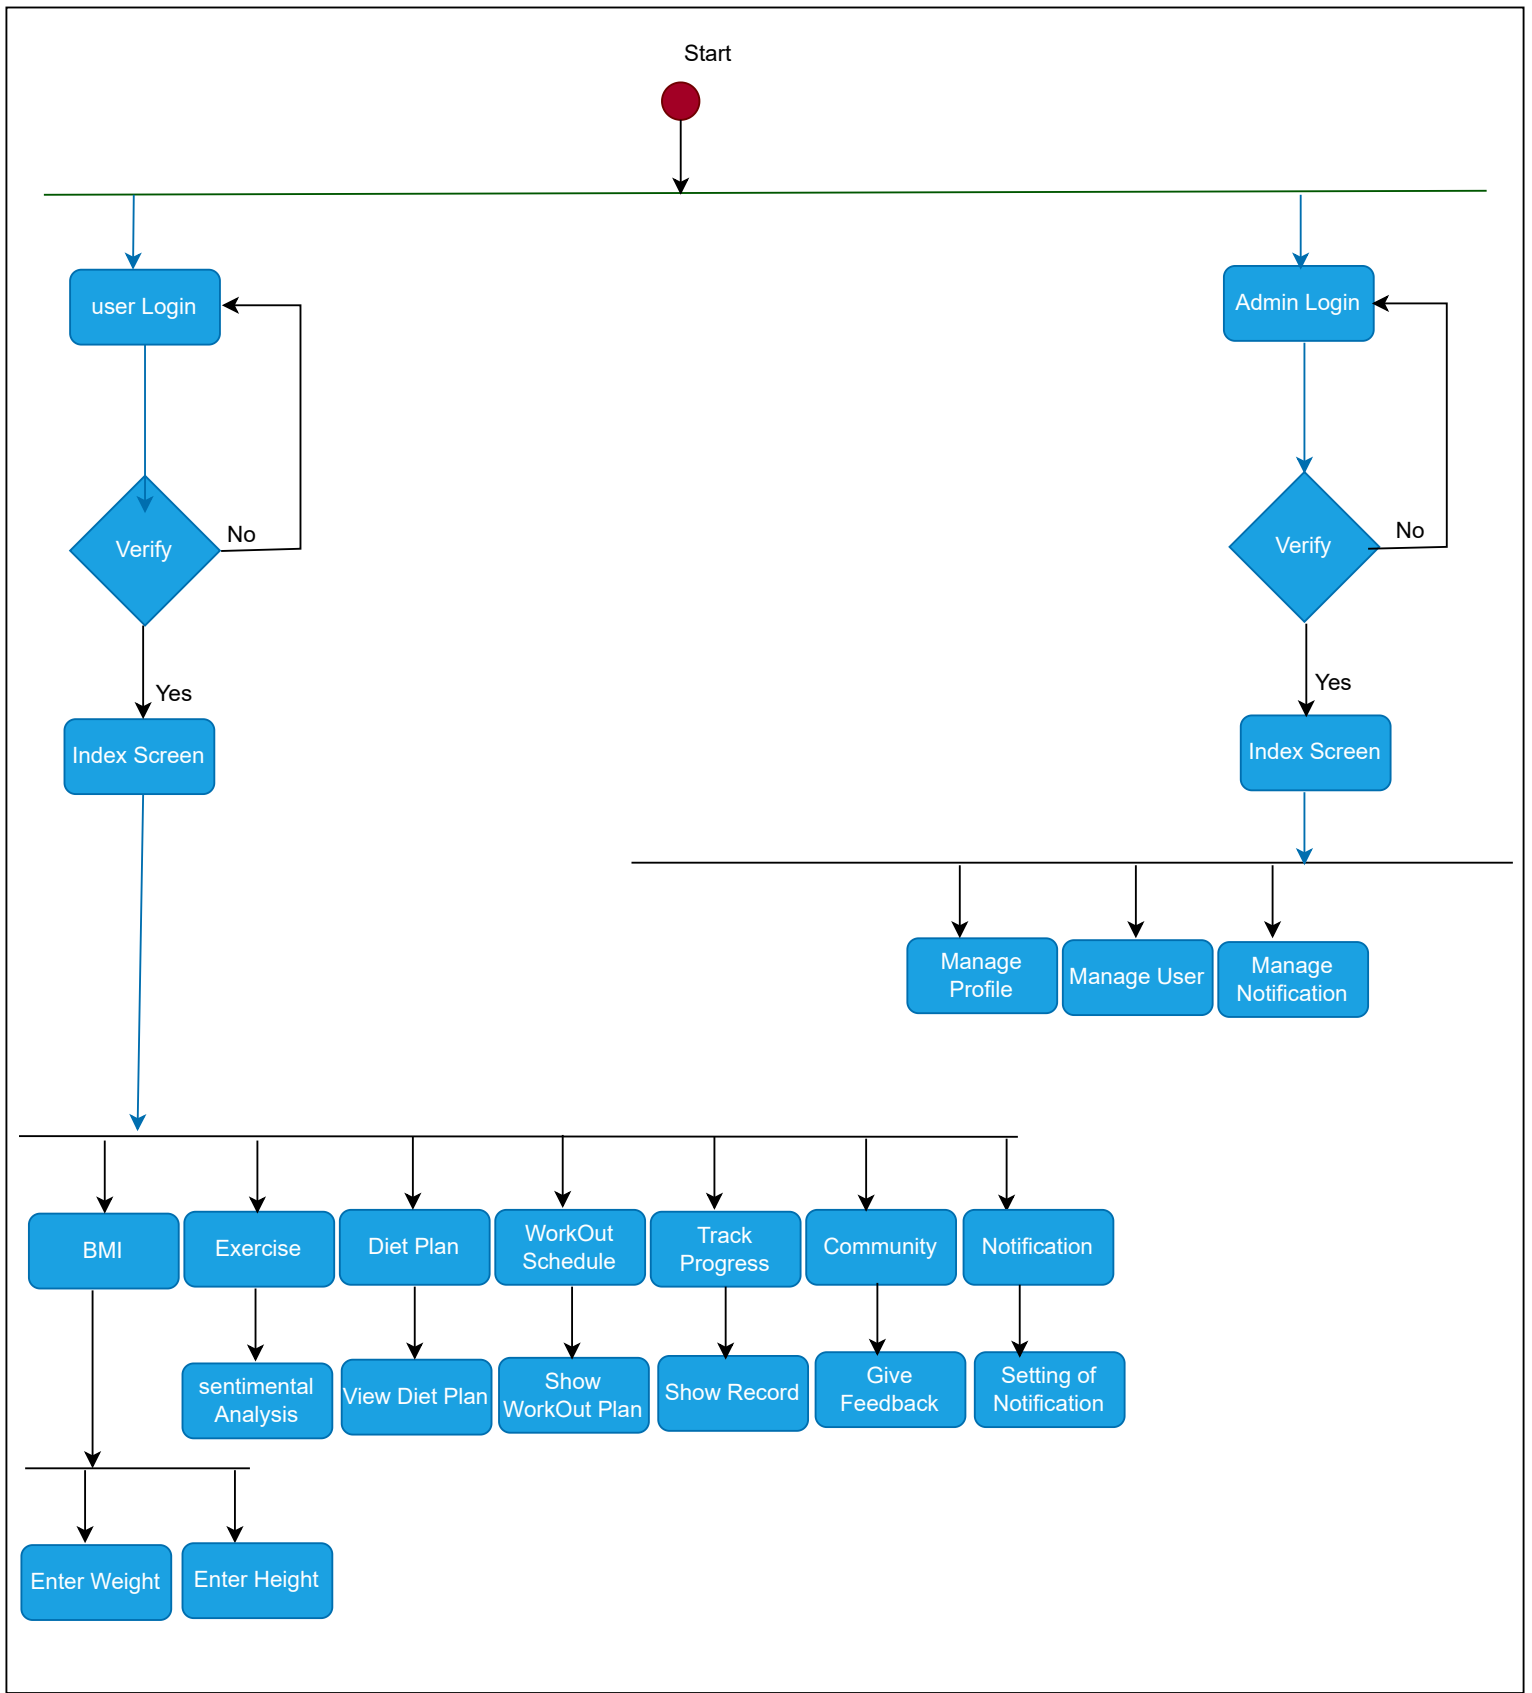 Start
user Login
Admin Login
Verify
No
Verify
No
Yes
Yes
Index Screen
Index Screen
Manage
Profile
Manage User
Manage
Notification
BMI
Exercise
Diet Plan
WorkOut
Schedule
Track
Progress
Community
Notification
sentimental
Analysis
View Diet Plan
Show
WorkOut Plan
Show Record
Give
Feedback
Setting of
Notification
Enter Weight
Enter Height